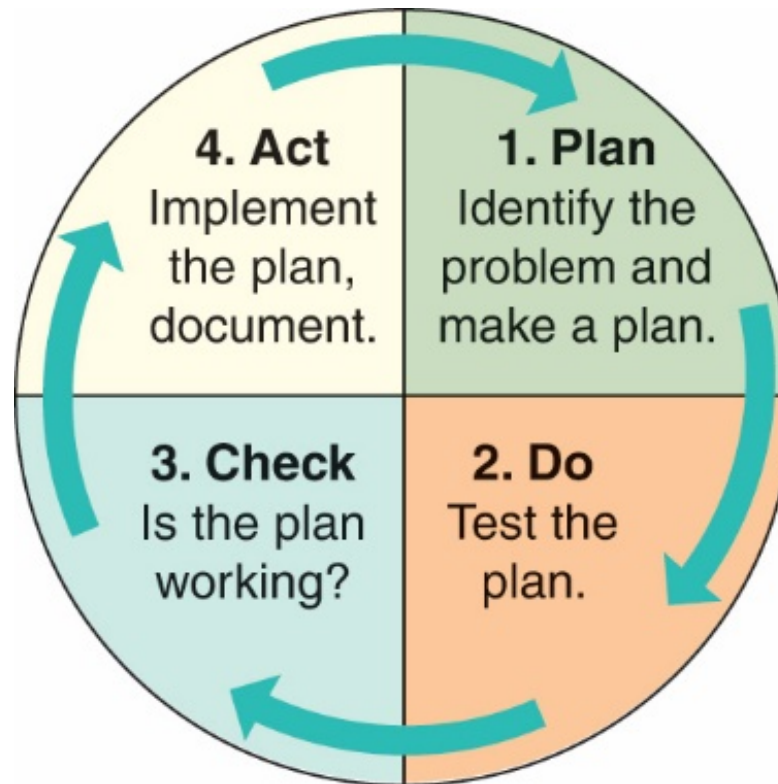 1. Plan
Identify the
problem and
make a plan.
2. Do
Test the
plan.
3. Check
Is the plan
working?
4. Act
Implement
the plan,
document.